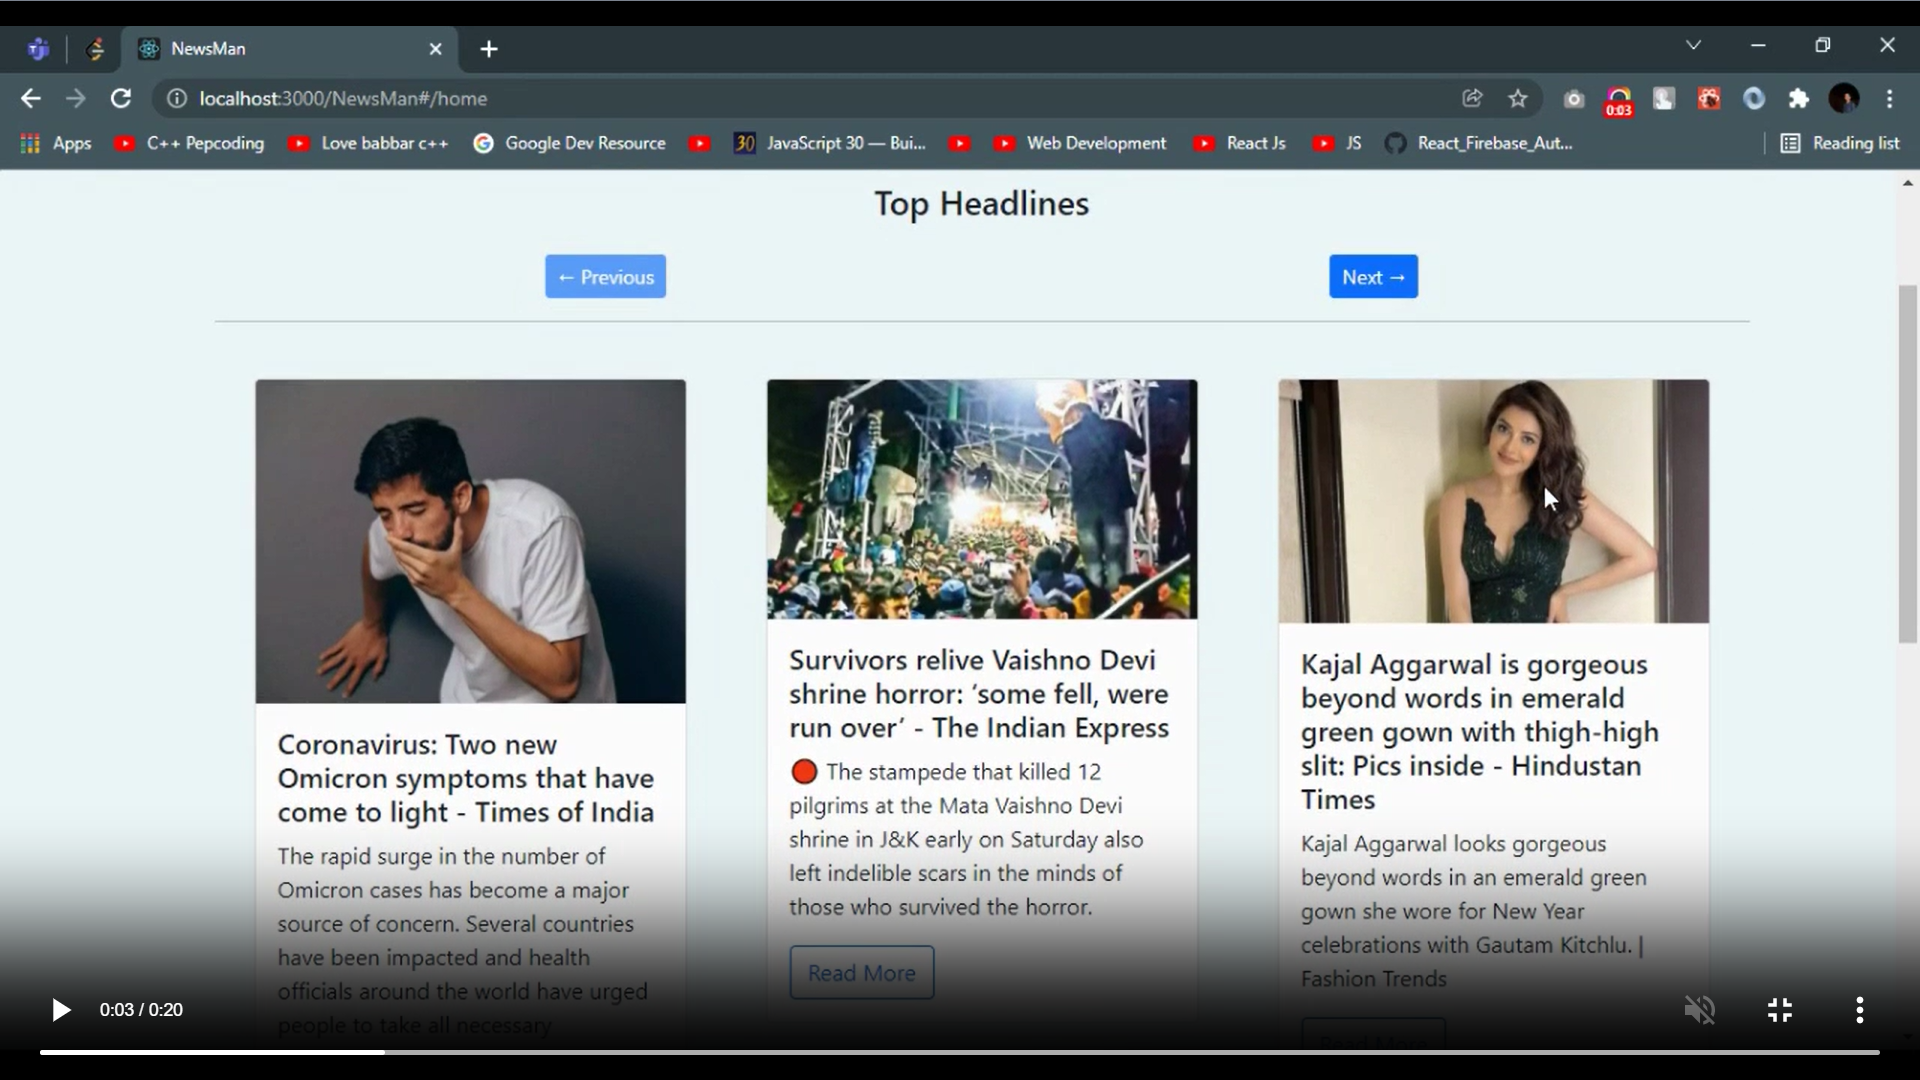 NewsMan
localhost:3000/NewsMan#/home
0:03
Apps
C++ Pepcoding
Love babbar c++
Google Dev Resource
30
JavaScript 30 — Bui...
Web Development
React Js
JS
React_Firebase_Aut...
Reading list
Top Headlines
← Previous
Next →
Coronavirus: Two new
Omicron symptoms that have
come to light - Times of India
The rapid surge in the number of
Omicron cases has become a major
source of concern. Several countries
have been impacted and health
officials around the world have urged
people to take all necessary
Survivors relive Vaishno Devi
shrine horror: ‘some fell, were
run over’ - The Indian Express
🔴 The stampede that killed 12
pilgrims at the Mata Vaishno Devi
shrine in J&K early on Saturday also
left indelible scars in the minds of
those who survived the horror.
Read More
Kajal Aggarwal is gorgeous
beyond words in emerald
green gown with thigh-high
slit: Pics inside - Hindustan
Times
Kajal Aggarwal looks gorgeous
beyond words in an emerald green
gown she wore for New Year
celebrations with Gautam Kitchlu. |
Fashion Trends
Read More
0:03 / 0:20